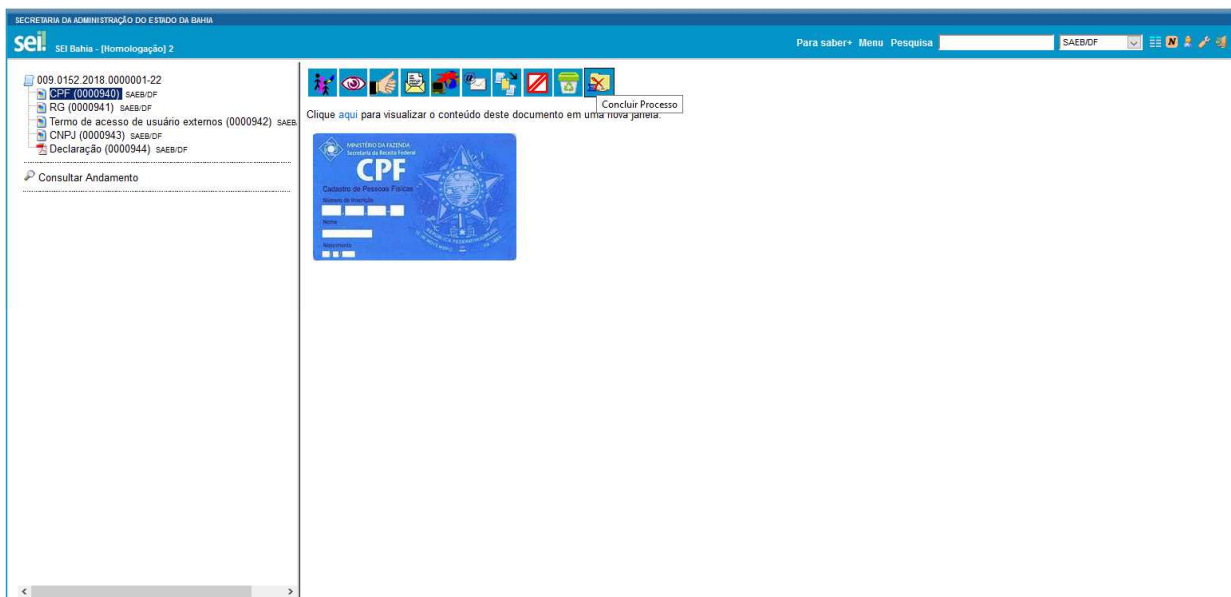 SECRETARIA DA ADMINISTRAÇÃO DO ESTADO DA BAHIA
sei! SEI Bahia - [Homologação] 2
Para saber+ Menu Pesquisa SAEB/DF N
009.0152.2018.0000001-22
CPF (0000940) SAEB/DF
RG (0000941) SAEB/DF
Termo de acesso de usuário externos (0000942) SAEB
CNPJ (0000943) SAEB/DF
Declaração (0000944) SAEB/DF
Consultar Andamento
Concluir Processo
Clique aqui para visualizar o conteúdo deste documento em uma nova janela.
MINISTÉRIO DA FAZENDA
Secretaria da Receita Federal
CPF
Cadastro de Pessoas Físicas
Número de Inscrição
Nome
Nascimento